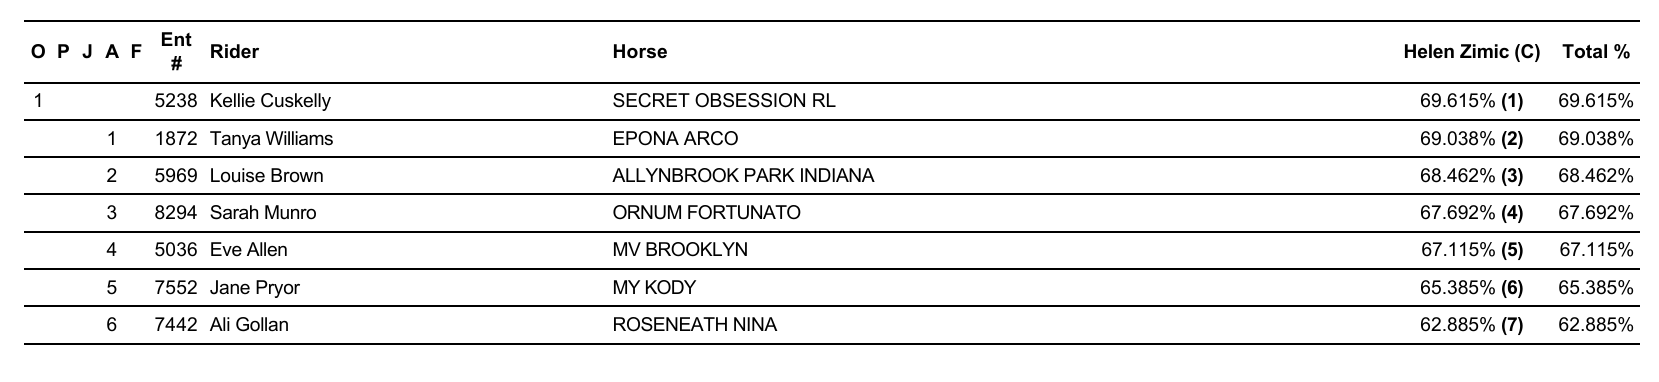 O P J A F Ent # Rider Horse Helen Zimic (C) Total %
1 5238 Kellie Cuskelly SECRET OBSESSION RL 69.615% (1) 69.615%
1 1872 Tanya Williams EPONA ARCO 69.038% (2) 69.038%
2 5969 Louise Brown ALLYNBROOK PARK INDIANA 68.462% (3) 68.462%
3 8294 Sarah Munro ORNUM FORTUNATO 67.692% (4) 67.692%
4 5036 Eve Allen MV BROOKLYN 67.115% (5) 67.115%
5 7552 Jane Pryor MY KODY 65.385% (6) 65.385%
6 7442 Ali Gollan ROSENEATH NINA 62.885% (7) 62.885%